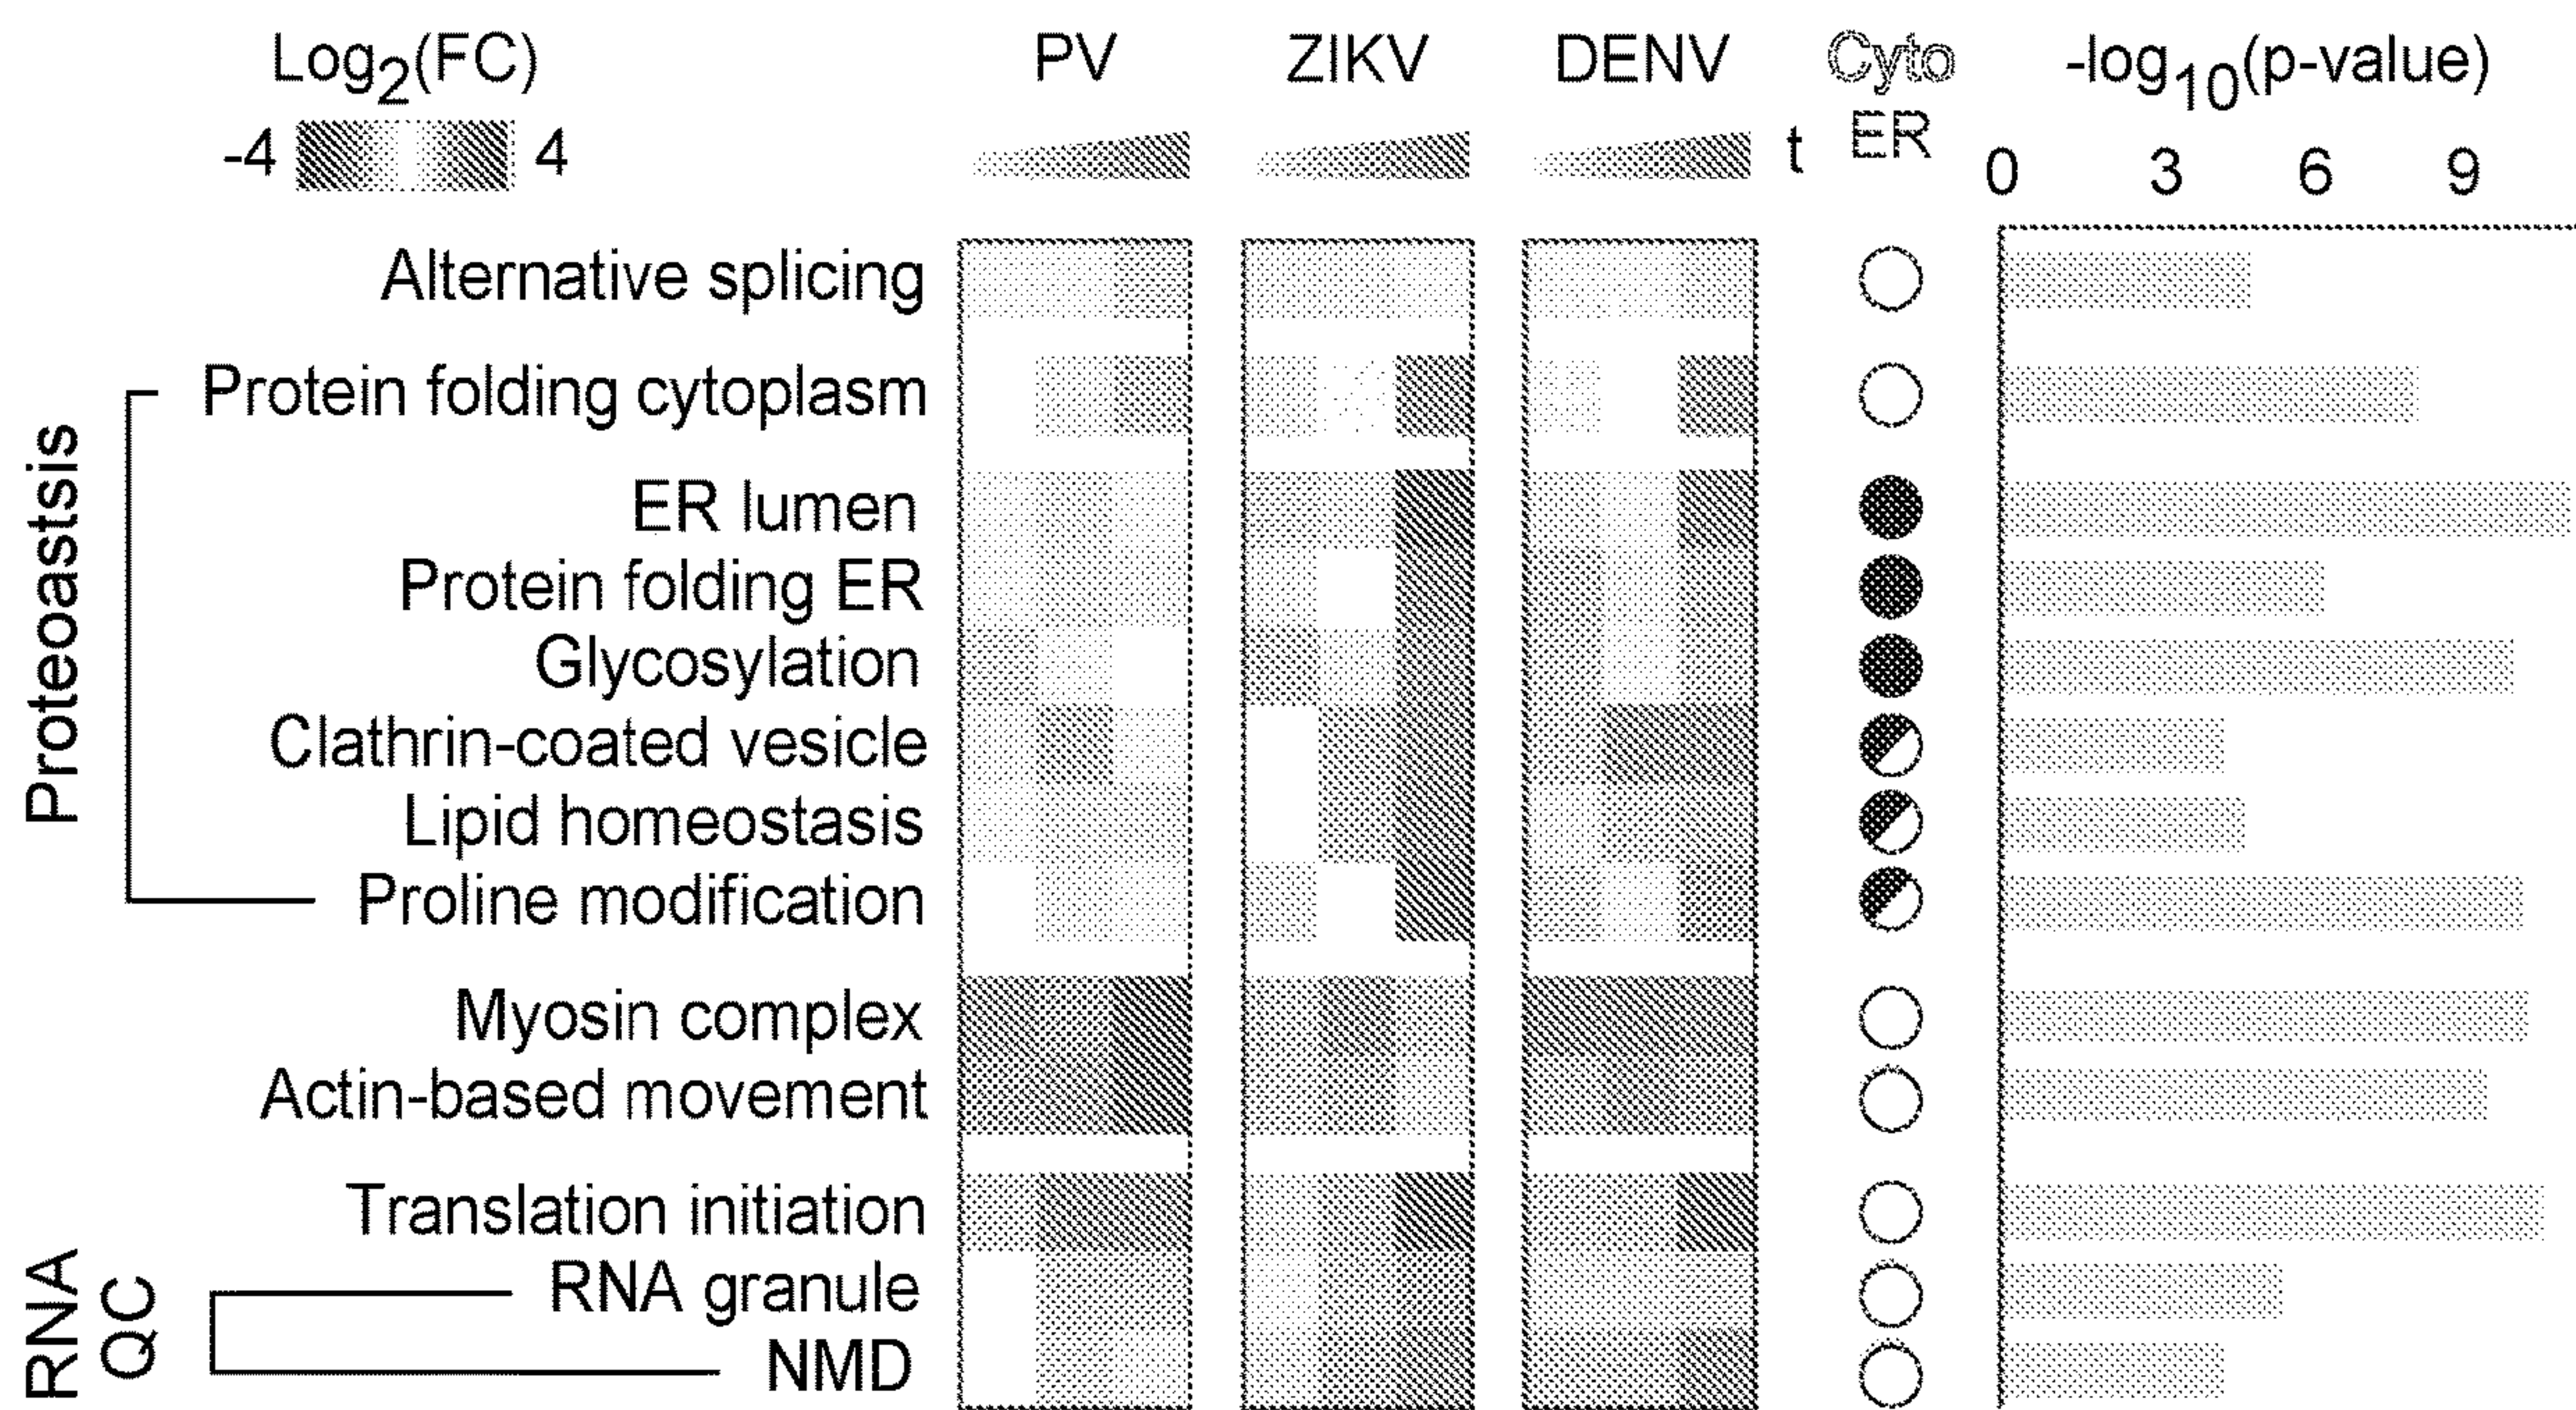 Log2(FC)
-4 4
PV ZIKV DENV
t
Cyto
ER
-log10(p-value)
0 3 6 9
Alternative splicing
Proteoastsis
Protein folding cytoplasm
ER lumen
Protein folding ER
Glycosylation
Clathrin-coated vesicle
Lipid homeostasis
Proline modification
Myosin complex
Actin-based movement
Translation initiation
RNA
QC
RNA granule
NMD